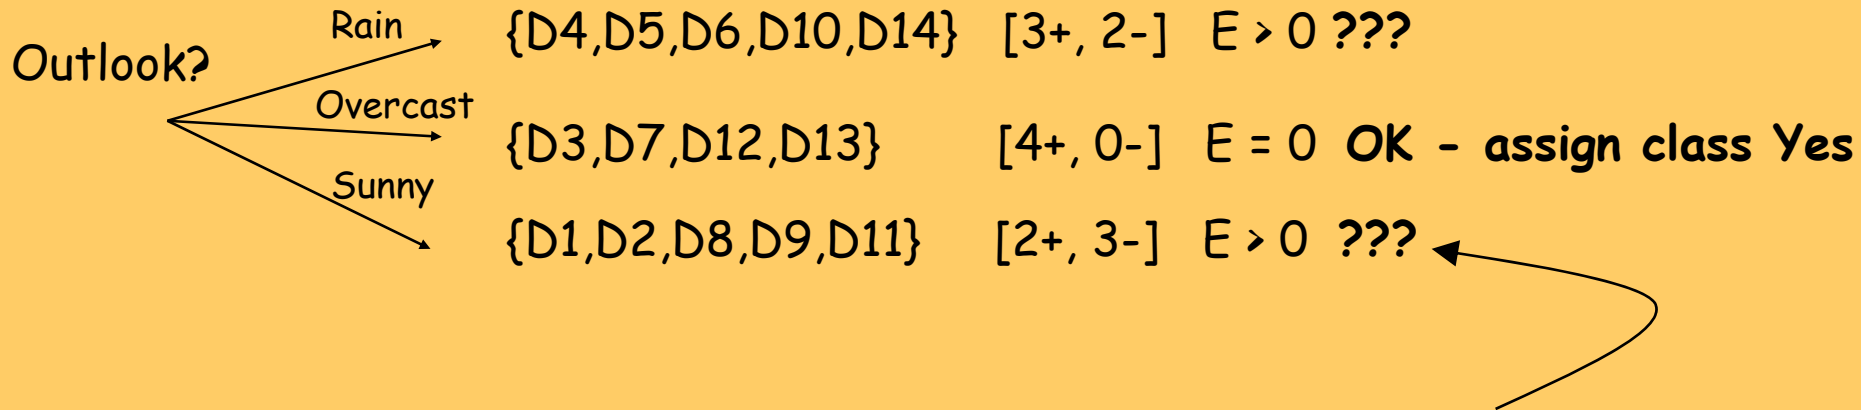 Rain {D4,D5,D6,D10,D14} [3+, 2-] E > 0 ???
Outlook?
Overcast
{D3,D7,D12,D13} [4+, 0-] E = 0 OK - assign class Yes
Sunny
{D1,D2,D8,D9,D11} [2+, 3-] E > 0 ???